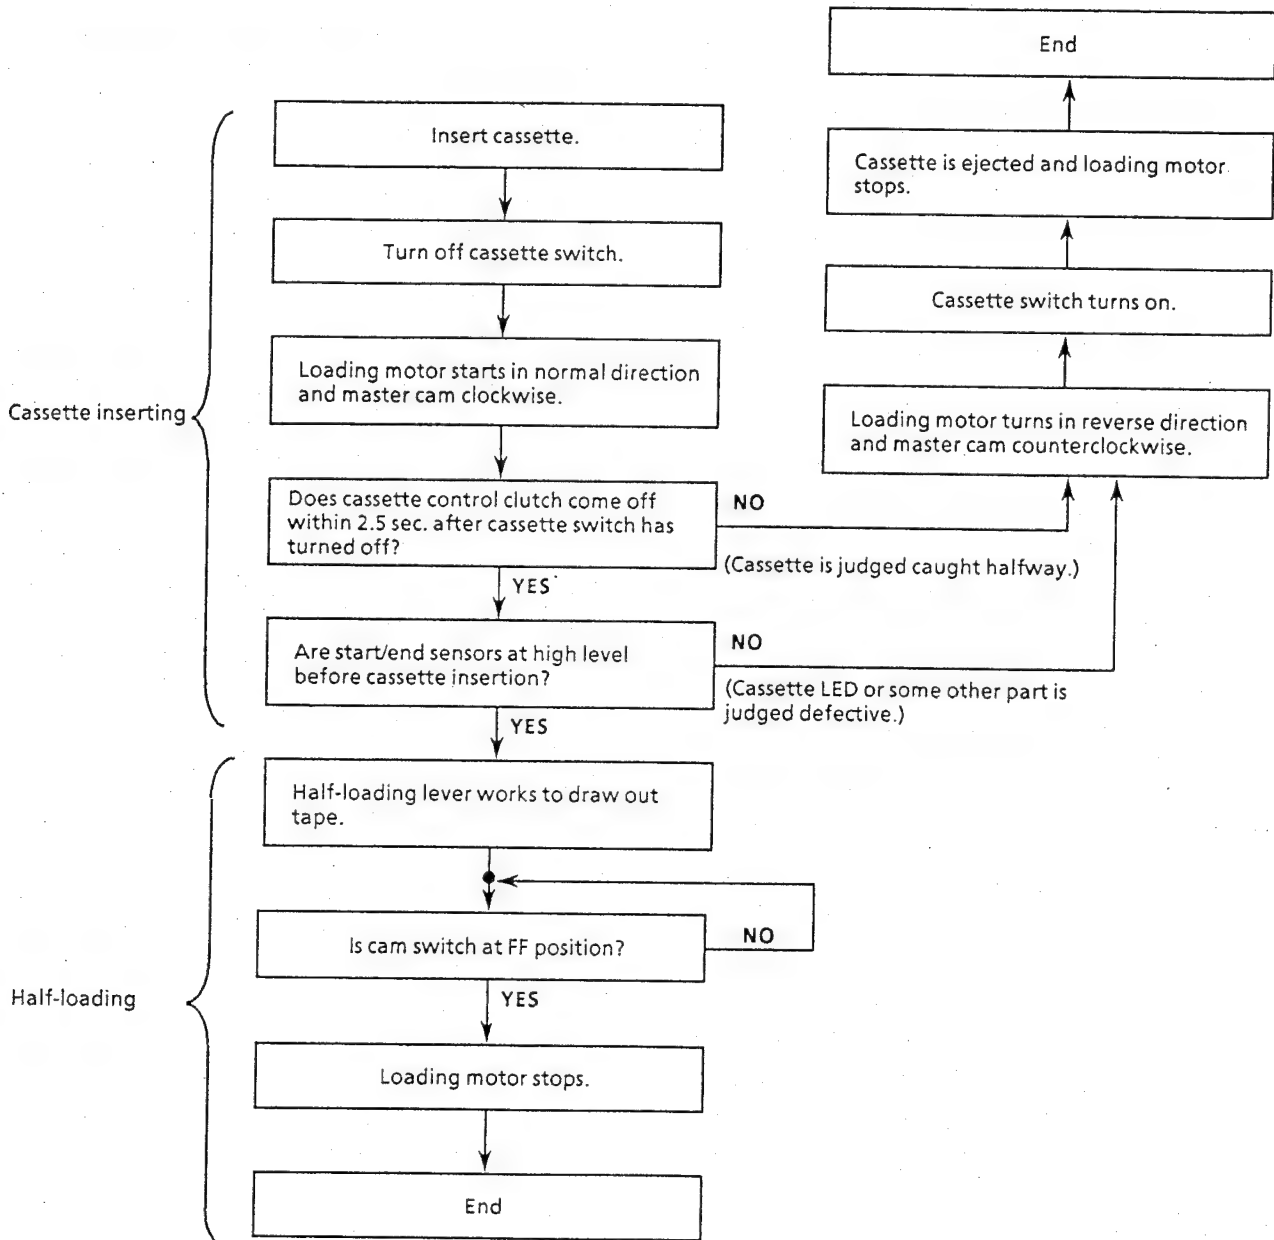 Cassette inserting
Insert cassette.
Turn off cassette switch.
Loading motor starts in normal direction
and master cam clockwise.
Does cassette control clutch come off
within 2.5 sec. after cassette switch has
turned off?
NO
(Cassette is judged caught halfway.)
YES
Are start/end sensors at high level
before cassette insertion?
NO
(Cassette LED or some other part is
judged defective.)
YES
Half-loading
Half-loading lever works to draw out
tape.
Is cam switch at FF position?
NO
YES
Loading motor stops.
End
End
Cassette is ejected and loading motor
stops.
Cassette switch turns on.
Loading motor turns in reverse direction
and master cam counterclockwise.